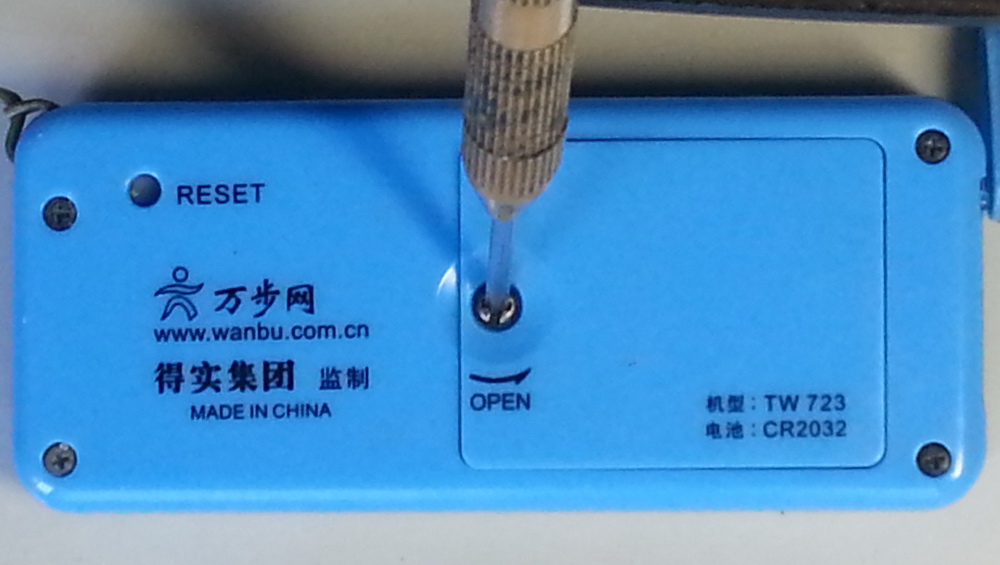 RESET
万步网
www.wanbu.com.cn
得实集团 监制
MADE IN CHINA
OPEN
机型：TW 723
电池：CR2032